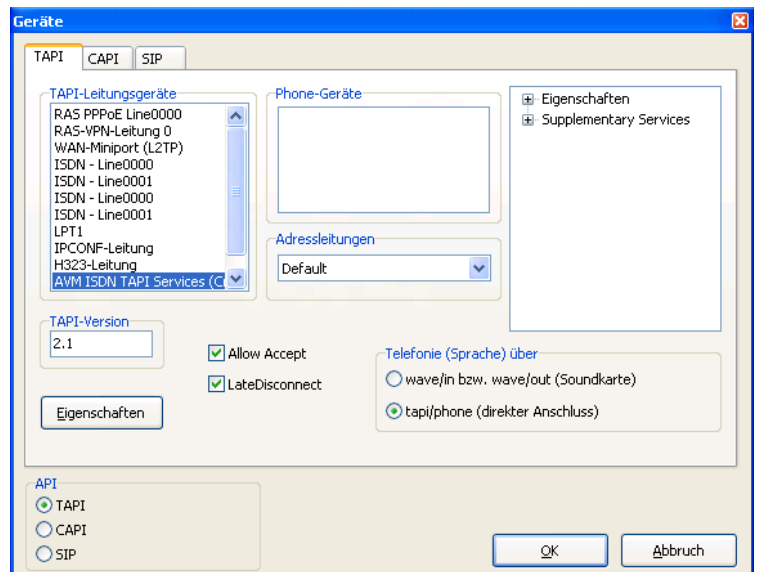 Geräte
TAPI
CAPI
SIP
TAPI-Leitungsgeräte
RAS PPPoE Line0000
RAS-VPN-Leitung 0
WAN-Miniport (L2TP)
ISDN - Line0000
ISDN - Line0001
ISDN - Line0000
ISDN - Line0001
LPT1
IPCONF-Leitung
H323-Leitung
AVM ISDN TAPI Services (C
Phone-Geräte
Adressleitungen
Default
Eigenschaften
Supplementary Services
TAPI-Version
2.1
Eigenschaften
Allow Accept
LateDisconnect
Telefonie (Sprache) über
wave/in bzw. wave/out (Soundkarte)
tapi/phone (direkter Anschluss)
API
TAPI
CAPI
SIP
OK
Abbruch